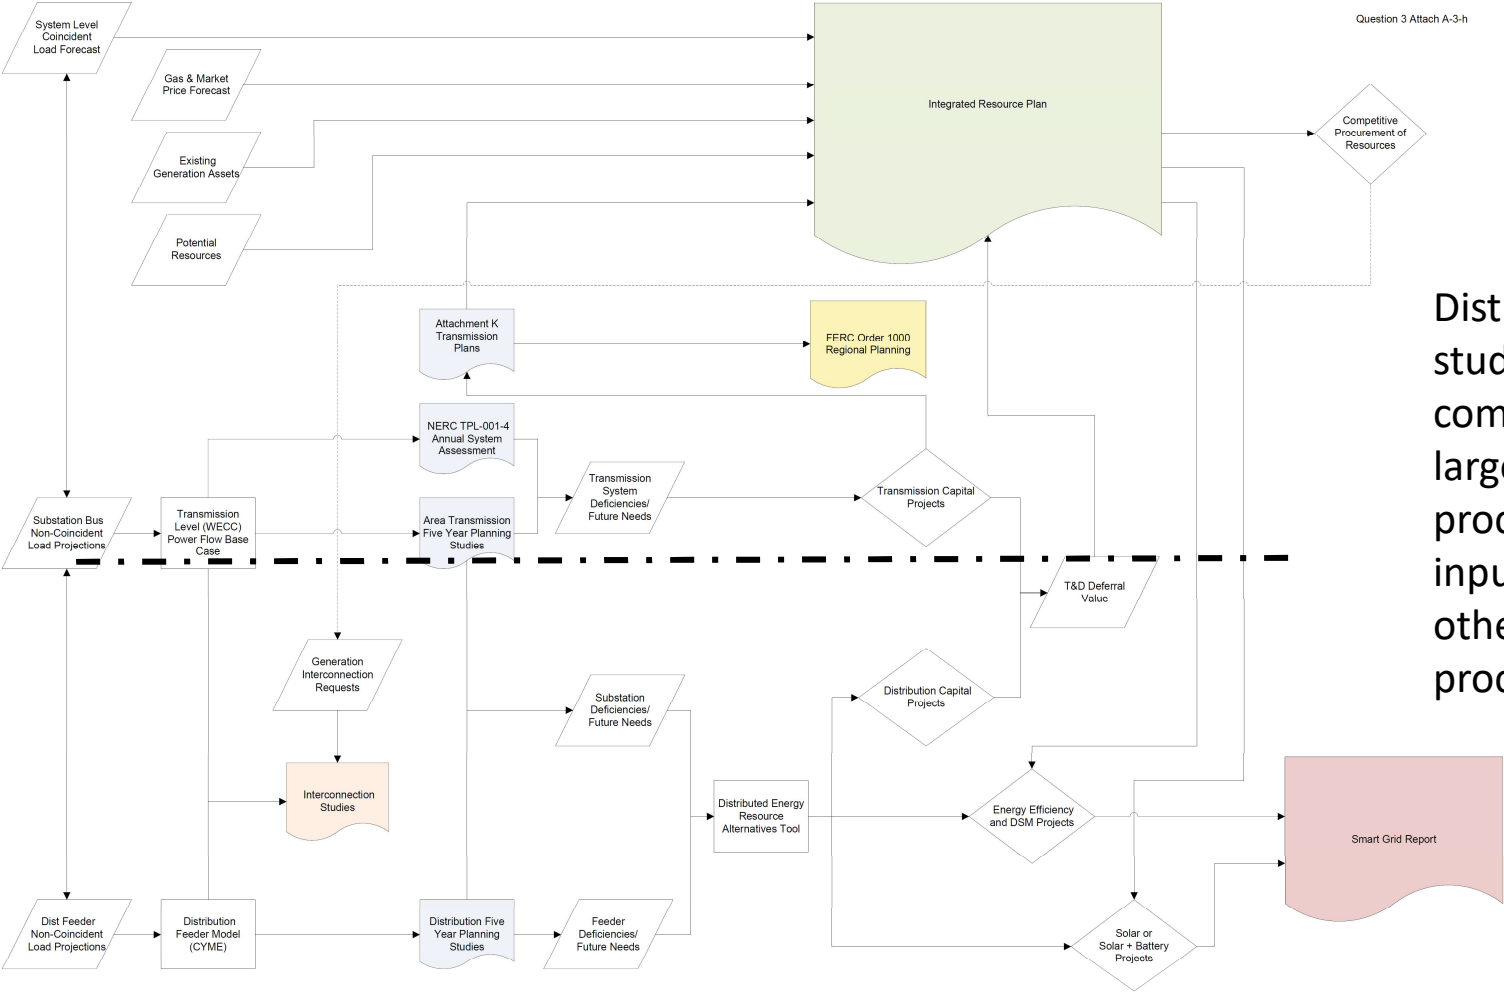 Question 3 Attach A-3-h
System Level
Coincident
Load Forecast
Gas & Market
Price Forecast
Existing
Generation Assets
Potential
Resources
Integrated Resource Plan
Competitive
Procurement of
Resources
Attachment K
Transmission
Plans
FERC Order 1000
Regional Planning
NERC TPL-001-4
Annual System
Assessment
Transmission
System
Deficiencies/
Future Needs
Transmission Capital
Projects
Substation Bus
Non-Coincident
Load Projections
Transmission
Level (WECC)
Power Flow Base
Case
Area Transmission
Five Year Planning
Studies
T&D Deferral
Value
Generation
Interconnection
Requests
Substation
Deficiencies/
Future Needs
Distribution Capital
Projects
Interconnection
Studies
Distributed Energy
Resource
Alternatives Tool
Energy Efficiency
and DSM Projects
Smart Grid Report
Dist Feeder
Non-Coincident
Load Projections
Distribution
Feeder Model
(CYME)
Distribution Five
Year Planning
Studies
Feeder
Deficiencies/
Future Needs
Solar or
Solar + Battery
Projects
Dist
stud
com
large
proc
inpu
othe
proc